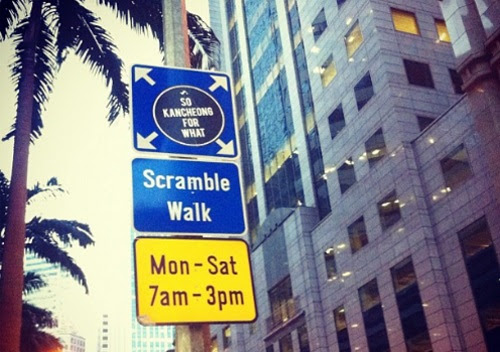 SO
KANCHEONG
FOR
WHAT
Scramble
Walk
Mon - Sat
7am - 3pm